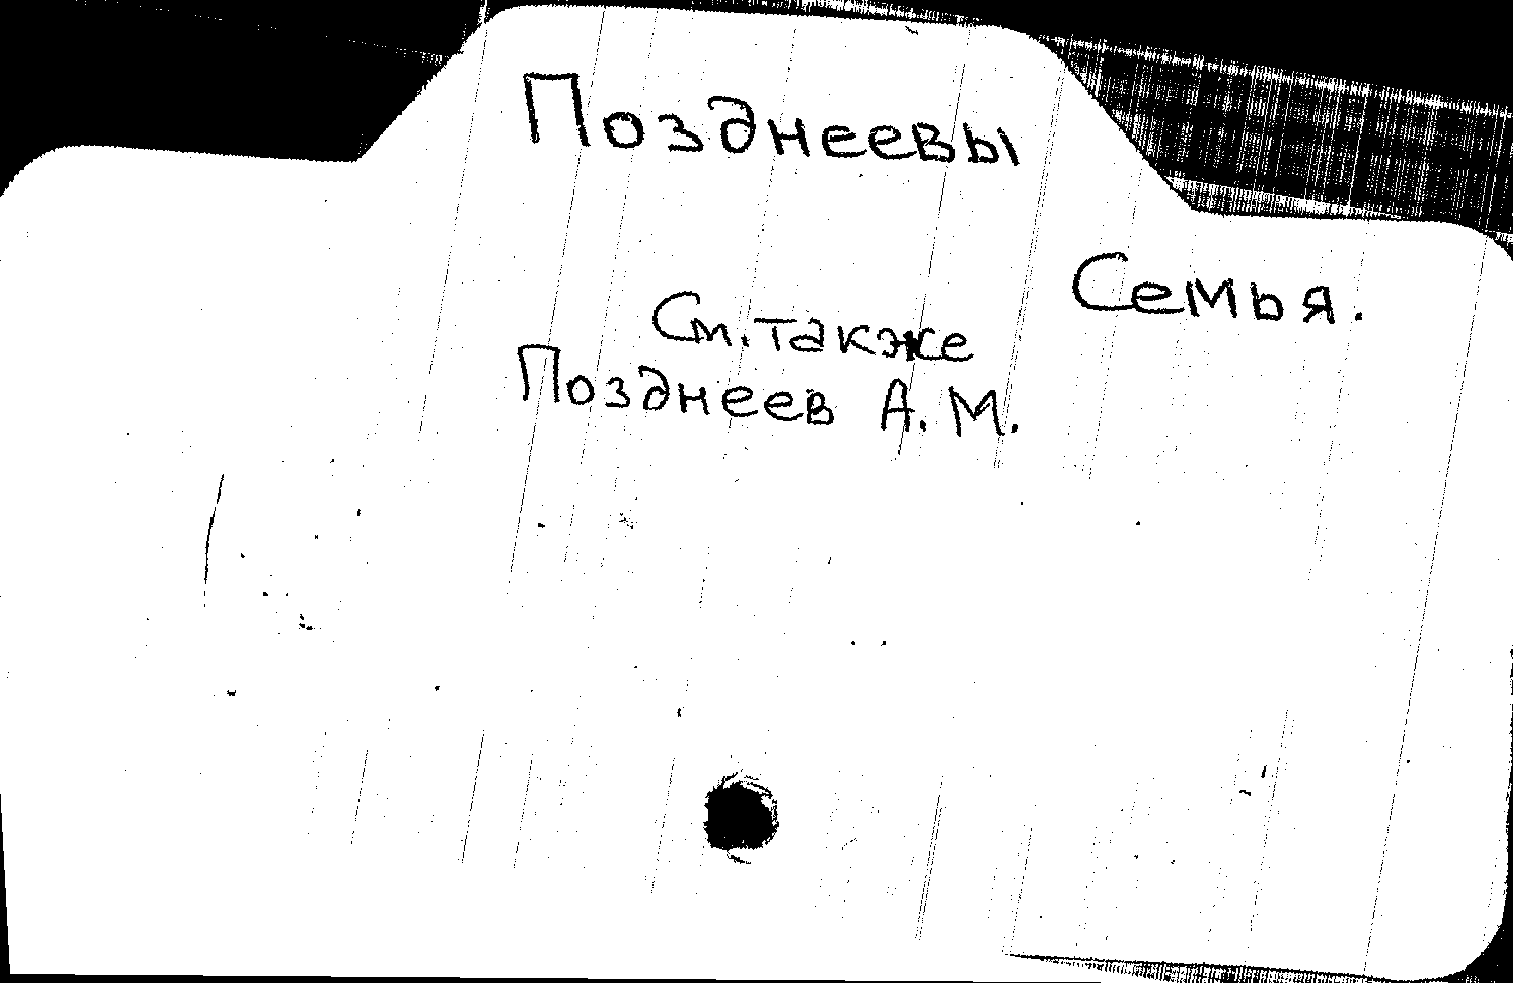 Позднеевы
Семья.
См. также
Позднеев А. М.